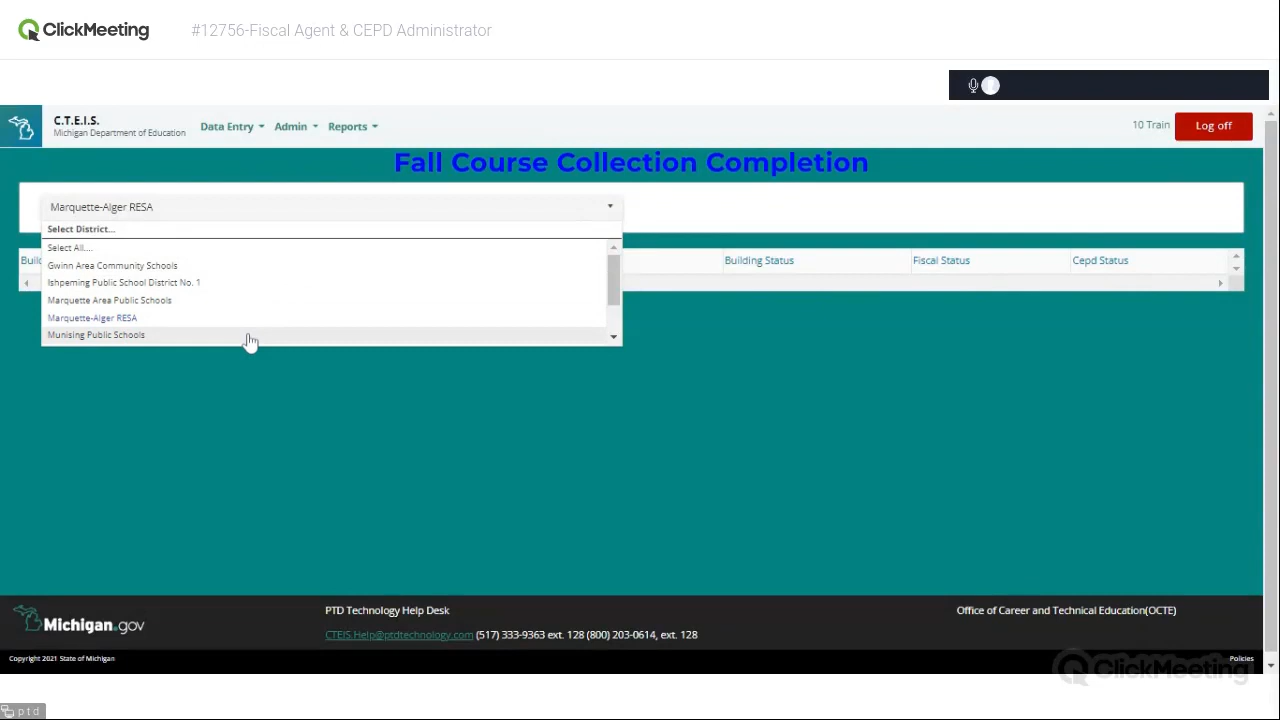 ClickMeeting
#12756-Fiscal Agent & CEPD Administrator
C.T.E.I.S.
Michigan Department of Education
Data Entry
Admin
Reports
10 Train
Log off
Fall Course Collection Completion
Marquette-Alger RESA
Select District...
Select All....
Gwinn Area Community Schools
Ishpeming Public School District No. 1
Marquette Area Public Schools
Marquette-Alger RESA
Munising Public Schools
Build
Building Status
Fiscal Status
Cepd Status
Michigan.gov
PTD Technology Help Desk
CTEIS.Help@ptdtechnology.com (517) 333-9363 ext. 128 (800) 203-0614, ext. 128
Office of Career and Technical Education(OCTE)
Copyright 2021 State of Michigan
Policies
ClickMeeting
ptd